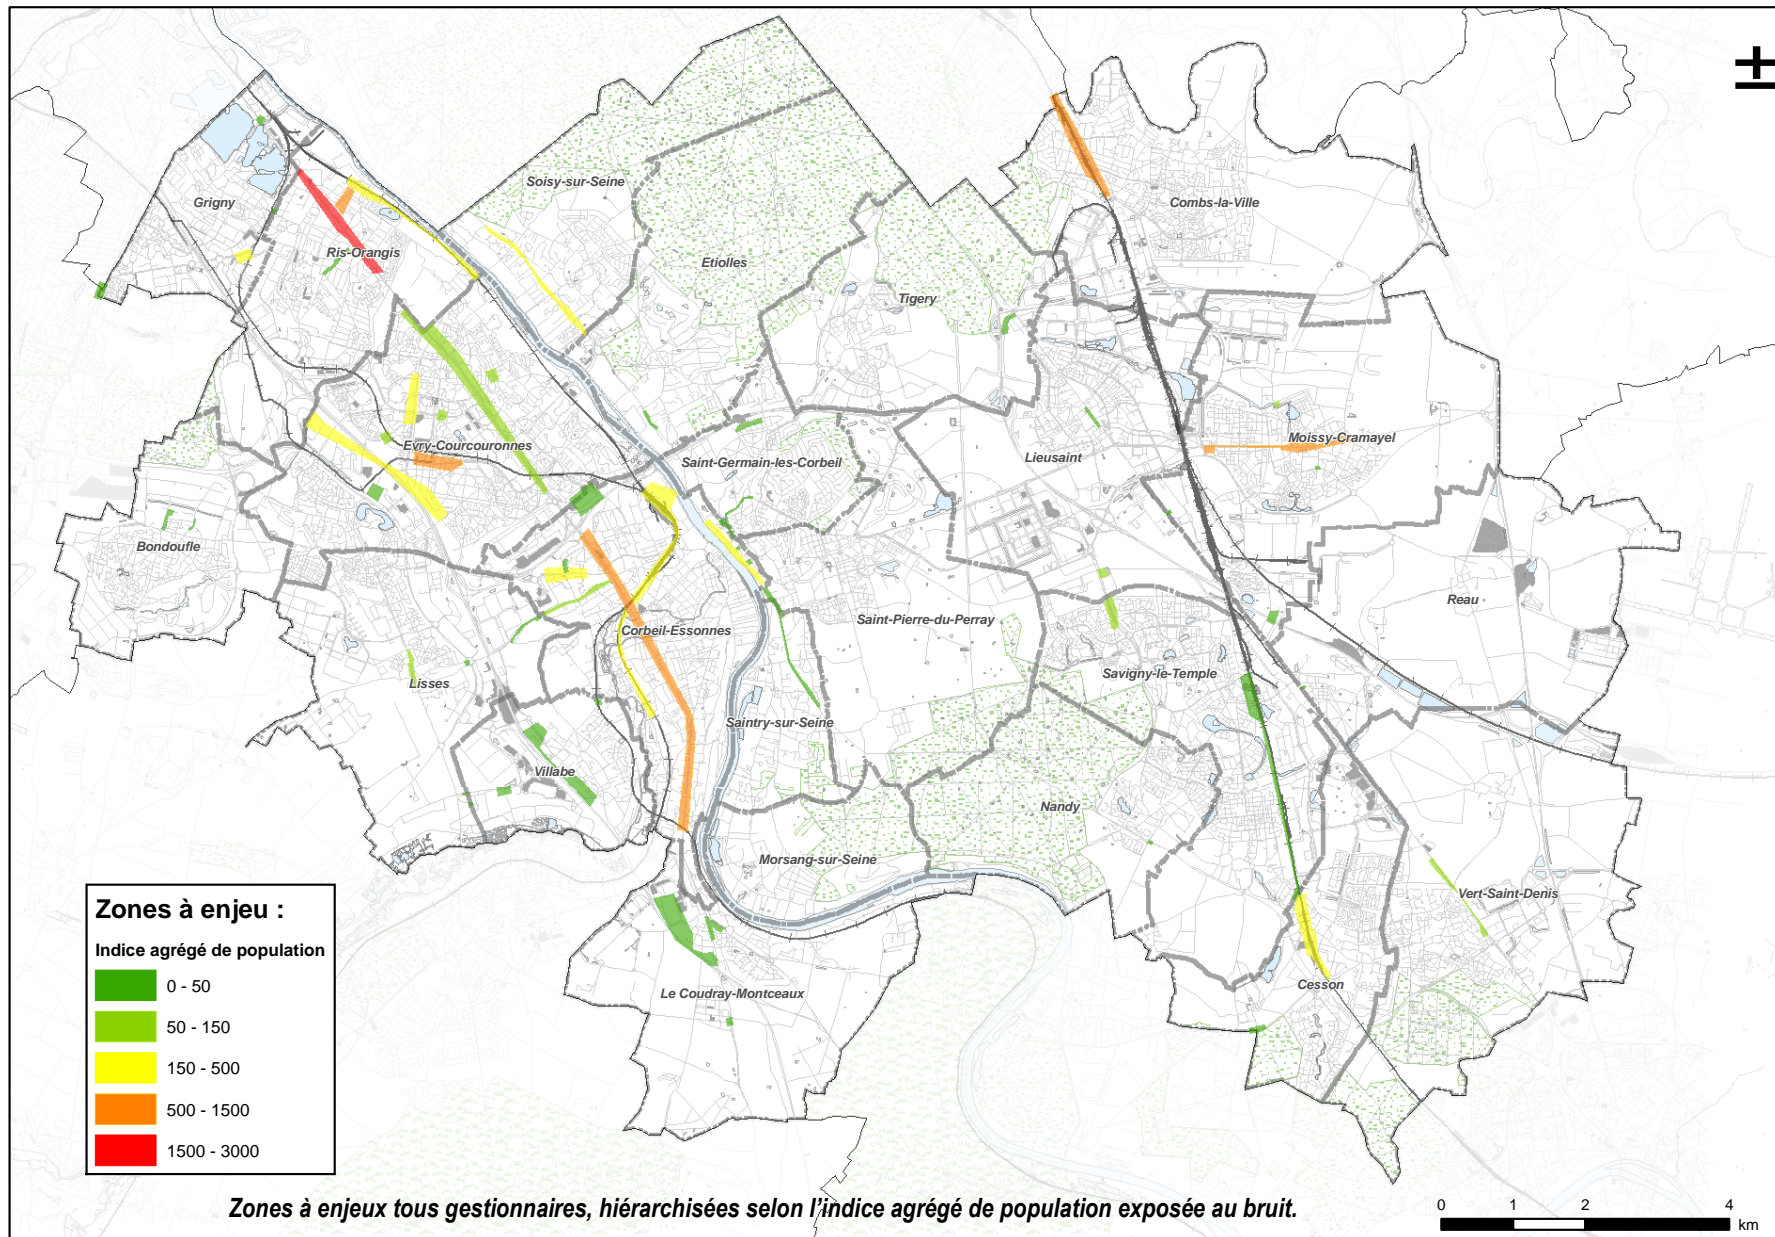 ±
Combs-la-Ville
Soisy-sur-Seine
Grigny
Ris-Orangis
Etiolles
Tigery
Moissy-Cramayel
Evry-Courcouronnes
Saint-Germain-les-Corbeil
Lieusaint
Bondoufle
Reau
Saint-Pierre-du-Perray
Corbeil-Essonnes
Savigny-le-Temple
Lisses
Saintry-sur-Seine
Villabe
Nandy
Morsang-sur-Seine
Vert-Saint-Denis
Cesson
Le Coudray-Montceaux
Zones à enjeu :
Indice agrégé de population
0 - 50
50 - 150
150 - 500
500 - 1500
1500 - 3000
Zones à enjeux tous gestionnaires, hiérarchisées selon l'indice agrégé de population exposée au bruit.
0 1 2 4
km